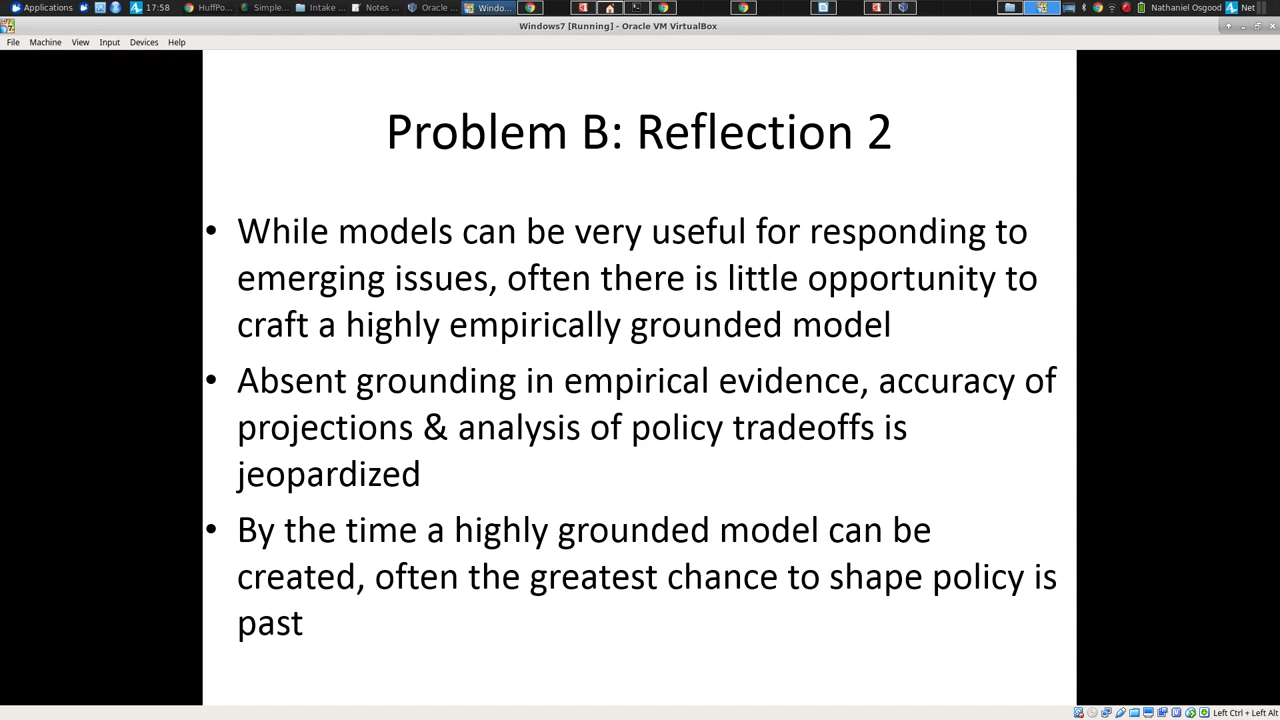 Applications
17:58
HuffPo...
Simple...
Intake ...
Notes ...
Oracle ...
Windo...
Nathaniel Osgood
Net
Windows7 [Running] - Oracle VM VirtualBox
File Machine View Input Devices Help
Problem B: Reflection 2
• While models can be very useful for responding to
emerging issues, often there is little opportunity to
craft a highly empirically grounded model
• Absent grounding in empirical evidence, accuracy of
projections & analysis of policy tradeoffs is
jeopardized
• By the time a highly grounded model can be
created, often the greatest chance to shape policy is
past
Left Ctrl + Left Alt